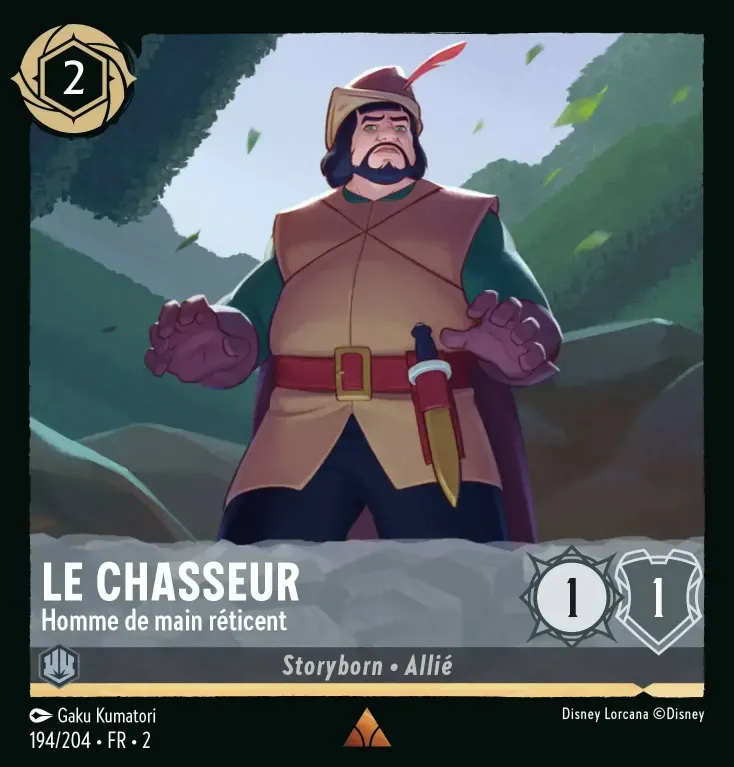 2
LE CHASSEUR
Homme de main réticent
1
1
Storyborn • Allié
Gaku Kumatori
Disney Lorcana ©Disney
194/204 • FR • 2